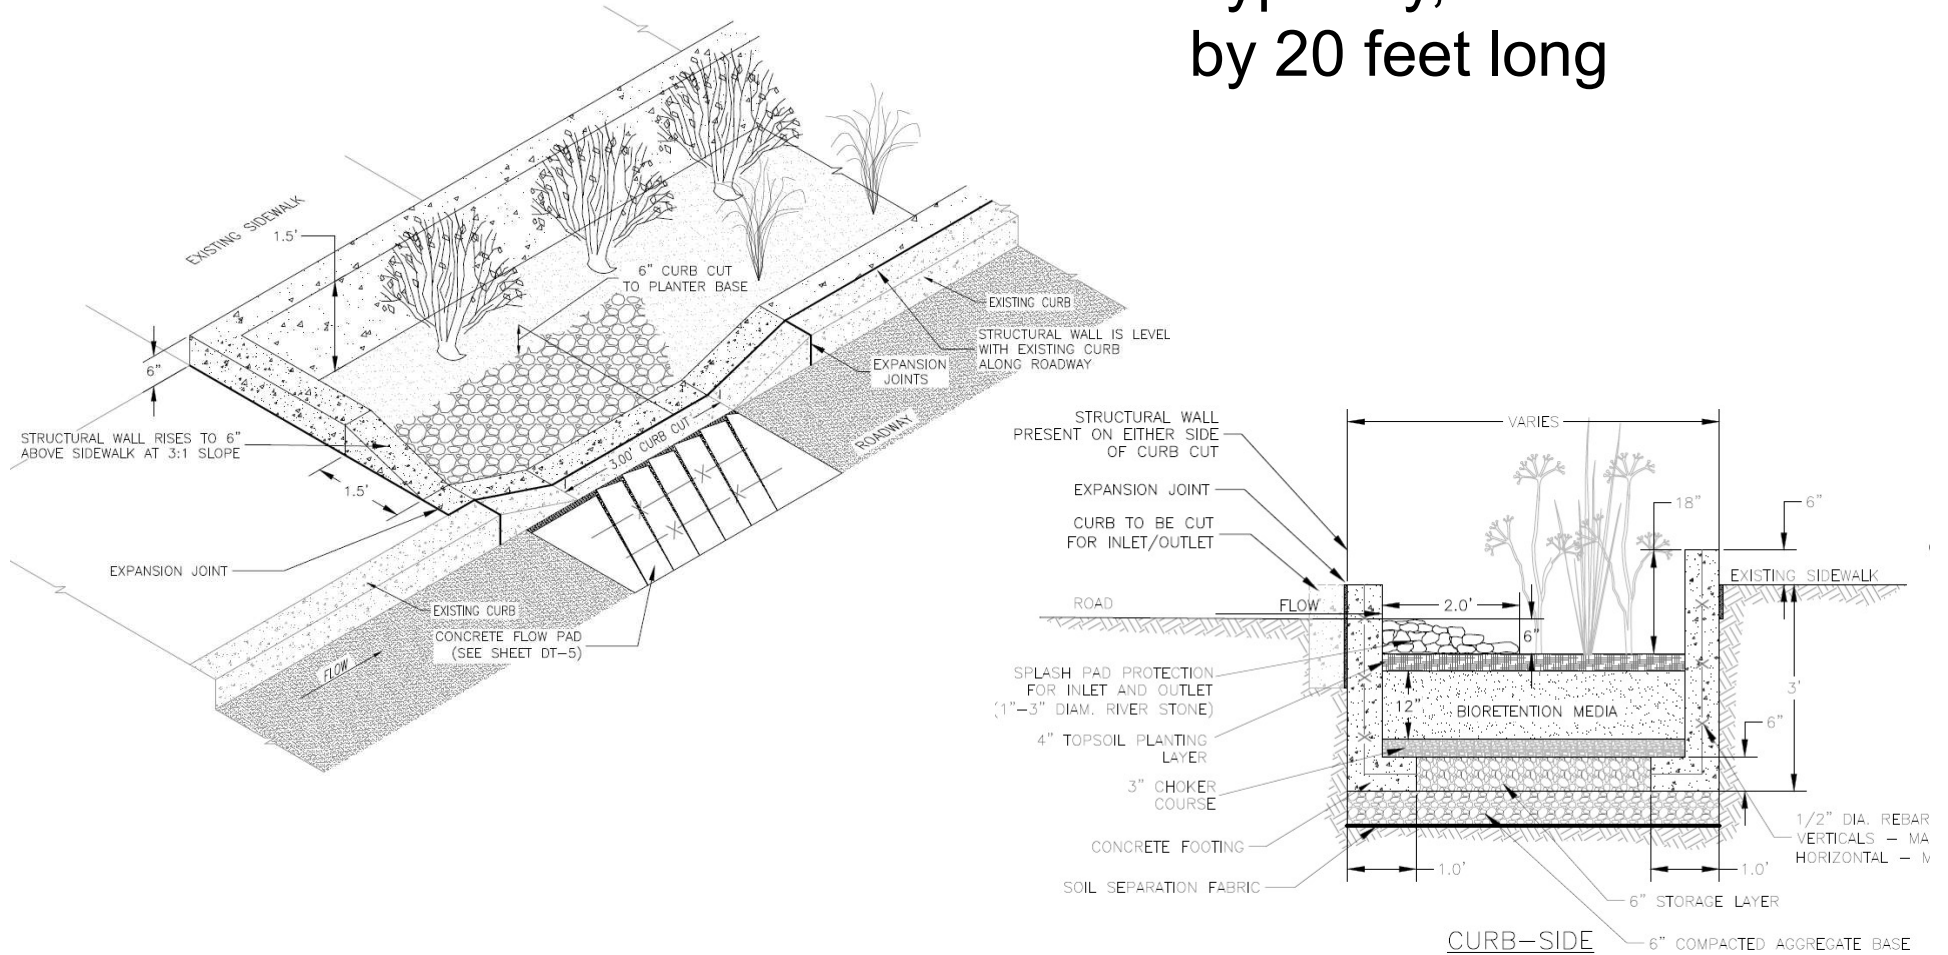 by 20 feet long
EXISTING SIDEWALK
1.5'
6" CURB CUT
TO PLANTER BASE
EXISTING CURB
STRUCTURAL WALL IS LEVEL
WITH EXISTING CURB
ALONG ROADWAY
EXPANSION
JOINTS
6"
STRUCTURAL WALL RISES TO 6"
ABOVE SIDEWALK AT 3:1 SLOPE
1.5'
3.00' CURB CUT
ROADWAY
EXPANSION JOINT
EXISTING CURB
CONCRETE FLOW PAD
(SEE SHEET DT-5)
FLOW
STRUCTURAL WALL
PRESENT ON EITHER SIDE
OF CURB CUT
EXPANSION JOINT
CURB TO BE CUT
FOR INLET/OUTLET
VARIES
18"
6"
EXISTING SIDEWALK
ROAD
FLOW
2.0'
6"
SPLASH PAD PROTECTION
FOR INLET AND OUTLET
(1"-3" DIAM. RIVER STONE)
12"
BIORETENTION MEDIA
3'
6"
4" TOPSOIL PLANTING
LAYER
3" CHOKER
COURSE
CONCRETE FOOTING
SOIL SEPARATION FABRIC
1.0'
1.0'
1/2" DIA. REBAR
VERTICALS - MA
HORIZONTAL -
6" STORAGE LAYER
6" COMPACTED AGGREGATE BASE
CURB-SIDE